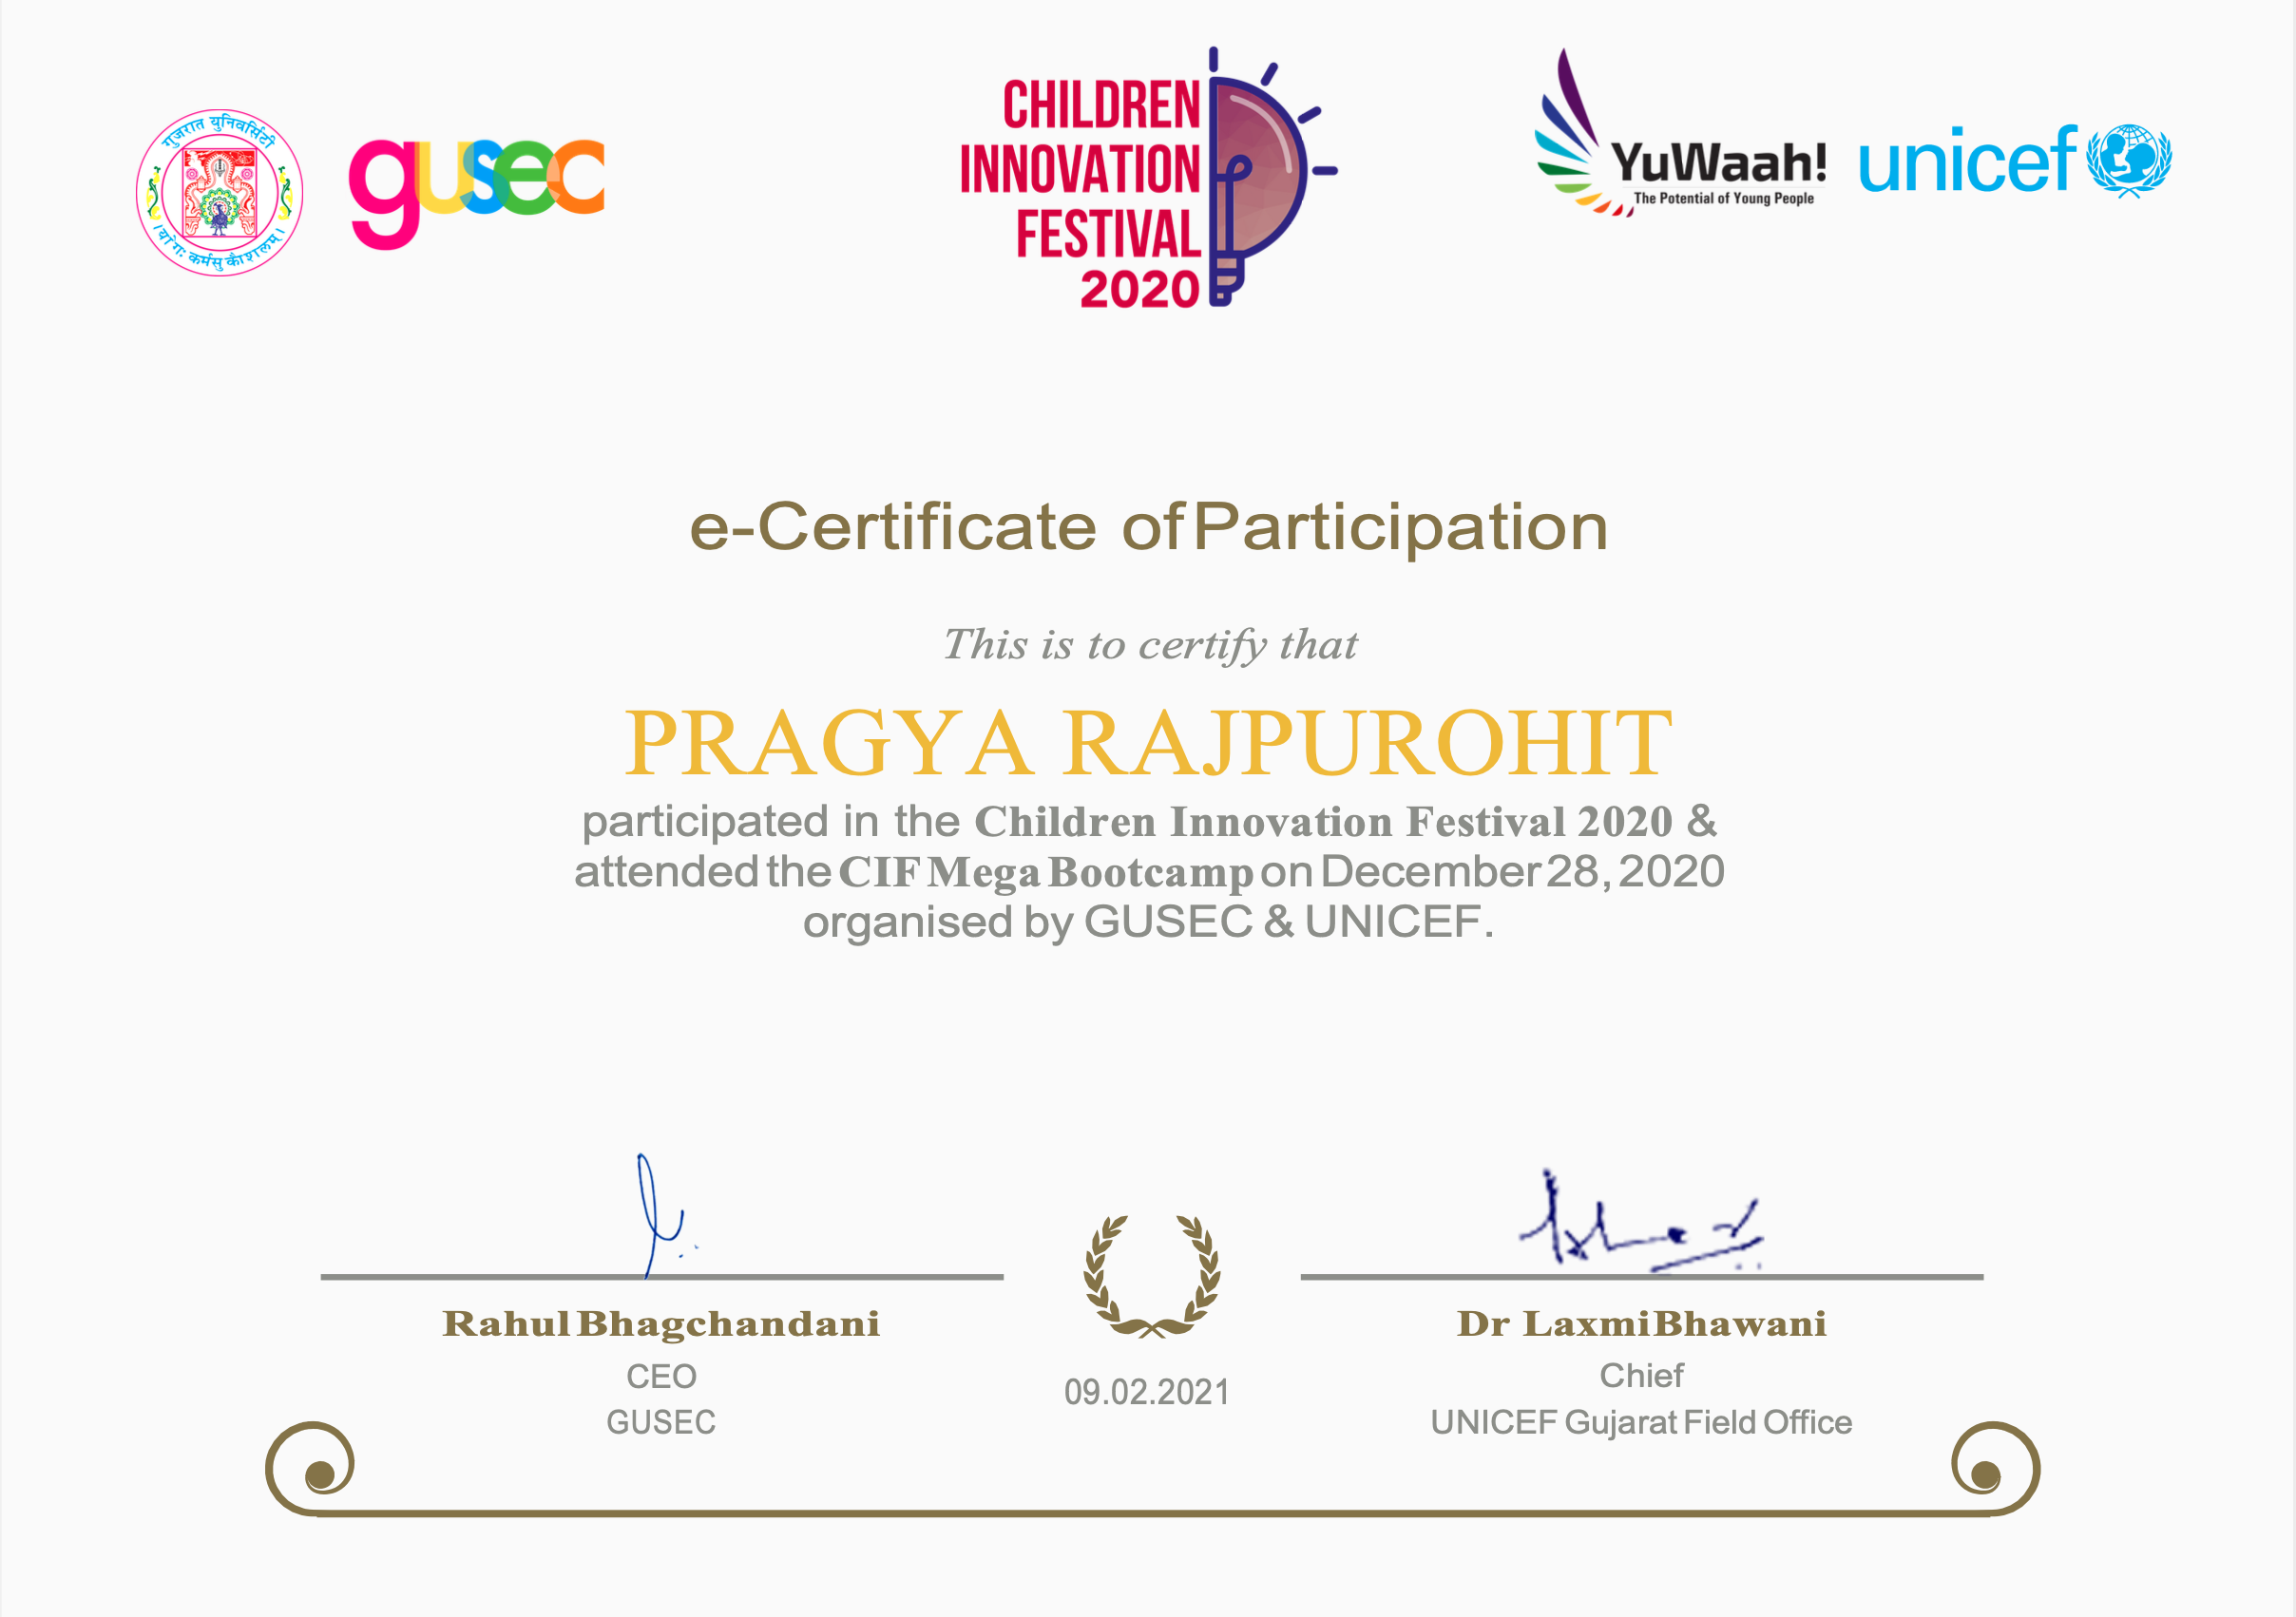 गुजरात युनिवर्सिटी
।योगः कर्मसु कौशलम्।
gusec
CHILDREN
INNOVATION
FESTIVAL
2020
YuWaah!
The Potential of Young People
unicef
e-Certificate of Participation
This is to certify that
PRAGYA RAJPUROHIT
participated in the Children Innovation Festival 2020 &
attended the CIF Mega Bootcamp on December 28, 2020
organised by GUSEC & UNICEF.
Rahul Bhagchandani
CEO
GUSEC
09.02.2021
Dr Laxmi Bhawani
Chief
UNICEF Gujarat Field Office